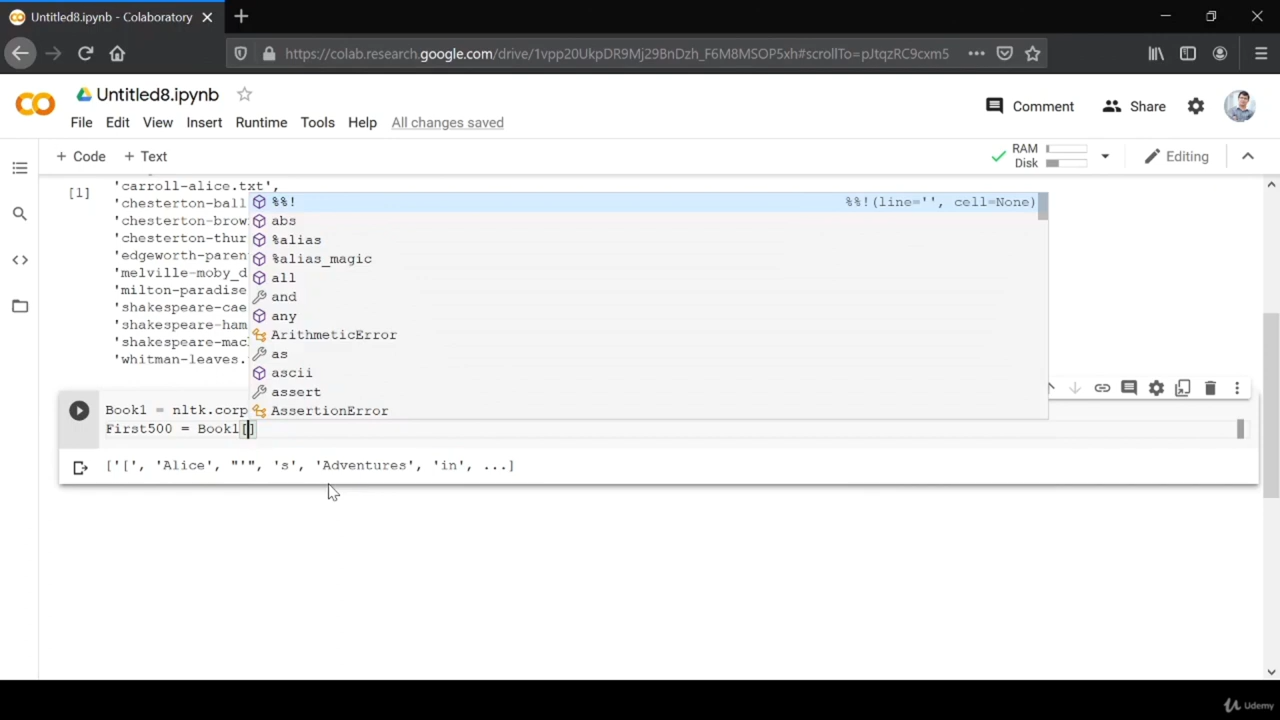 Untitled8.ipynb - Colaboratory
https://colab.research.google.com/drive/1vpp20UkpDR9Mj29BnDzh_F6M8MSOP5xh#scrollTo=pJtqzRC9cxm5
Untitled8.ipynb
Comment
Share
File Edit View Insert Runtime Tools Help All changes saved
+ Code + Text
RAM
Disk
Editing
[1]
'carroll-alice.txt',
'chesterton-ball
'chesterton-brow
'chesterton-thur
'edgeworth-paren
'melville-moby_d
'milton-paradise
'shakespeare-cae
'shakespeare-ham
'shakespeare-mac
'whitman-leaves.
%%! %%!(line='', cell=None)
abs
%alias
%alias_magic
all
and
any
ArithmeticError
as
ascii
assert
AssertionError
Book1 = nltk.corp
First500 = Book1[]
['[', 'Alice', "'", 's', 'Adventures', 'in', ...]
Udemy